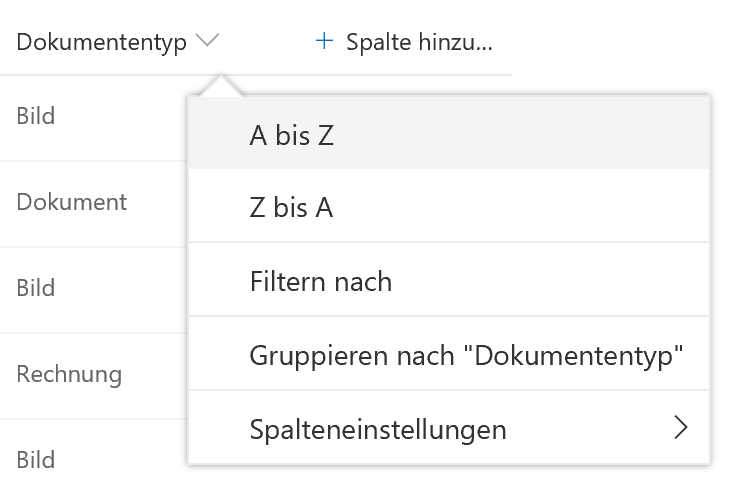 Dokumententyp + Spalte hinzu...
Bild
A bis Z
Dokument
Z bis A
Bild
Filtern nach
Gruppieren nach "Dokumententyp"
Rechnung
Spalteneinstellungen
Bild